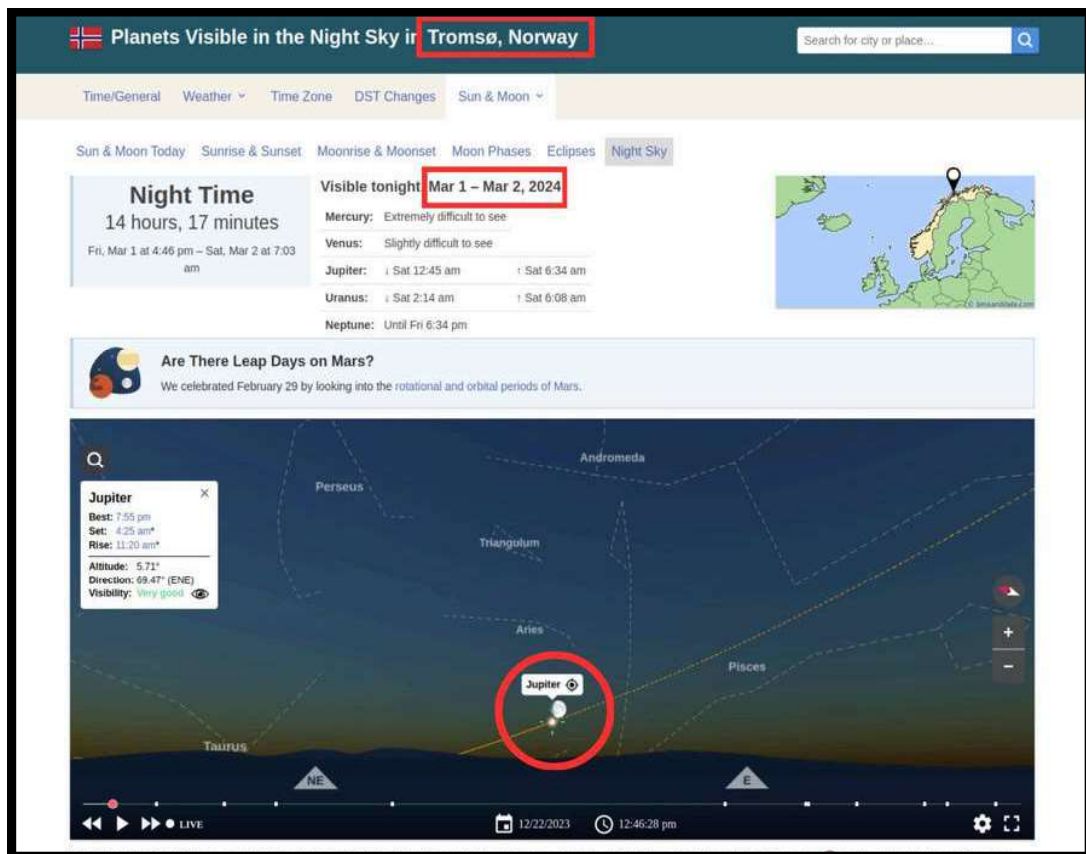 Planets Visible in the Night Sky in Tromsø, Norway
Search for city or place...
Time/General Weather Time Zone DST Changes Sun & Moon
Sun & Moon Today Sunrise & Sunset Moonrise & Moonset Moon Phases Eclipses Night Sky
Night Time
14 hours, 17 minutes
Fri, Mar 1 at 4:46 pm – Sat, Mar 2 at 7:03
am
Visible tonight, Mar 1 – Mar 2, 2024
Mercury: Extremely difficult to see
Venus: Slightly difficult to see
Jupiter: ↓ Sat 12:45 am ↑ Sat 6:34 am
Uranus: ↓ Sat 2:14 am ↑ Sat 6:08 am
Neptune: Until Fri 6:34 pm
© timeanddate.com
Are There Leap Days on Mars?
We celebrated February 29 by looking into the rotational and orbital periods of Mars.
Andromeda
Perseus
Jupiter ×
Best: 7:55 pm
Set: 4:25 am*
Rise: 11:20 am*
Altitude: 5.71°
Direction: 69.47° (ENE)
Visibility: Very good
Triangulum
Aries
Pisces
Jupiter
Taurus
NE
E
LIVE
12/22/2023
12:46:28 pm